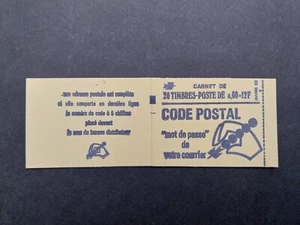 une adresse postale est complète
si elle comporte en dernière ligne
le numéro de code à 5 chiffres
placé devant
le nom du bureau distributeur
CARNET DE
20 TIMBRES-POSTE DE 0,60=12F
CODE POSTAL
"mot de passe"
de
votre courrier